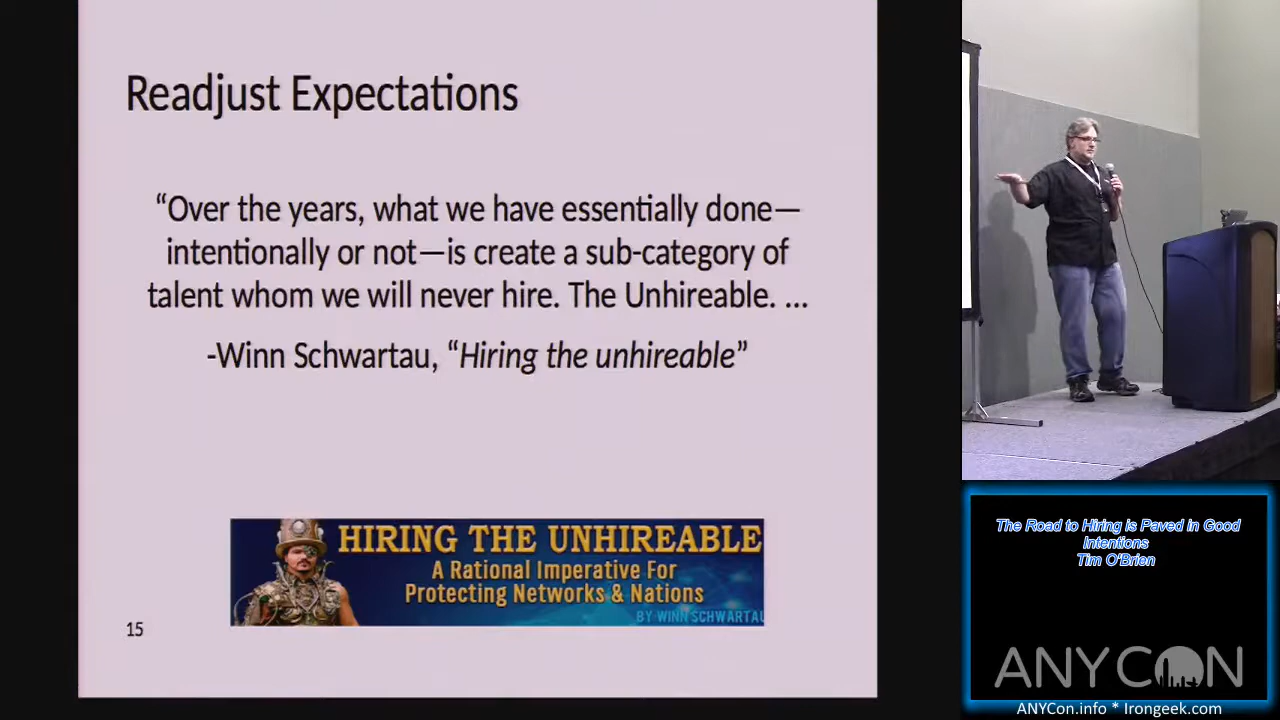 Readjust Expectations
“Over the years, what we have essentially done—
intentionally or not—is create a sub-category of
talent whom we will never hire. The Unhireable. ...
-Winn Schwartau, “Hiring the unhireable”
HIRING THE UNHIREABLE
A Rational Imperative For
Protecting Networks & Nations
BY WINN SCHWARTAU
15
The Road to Hiring is Paved in Good
Intentions
Tim O'Brien
ANYCON
ANYCon.info * Irongeek.com